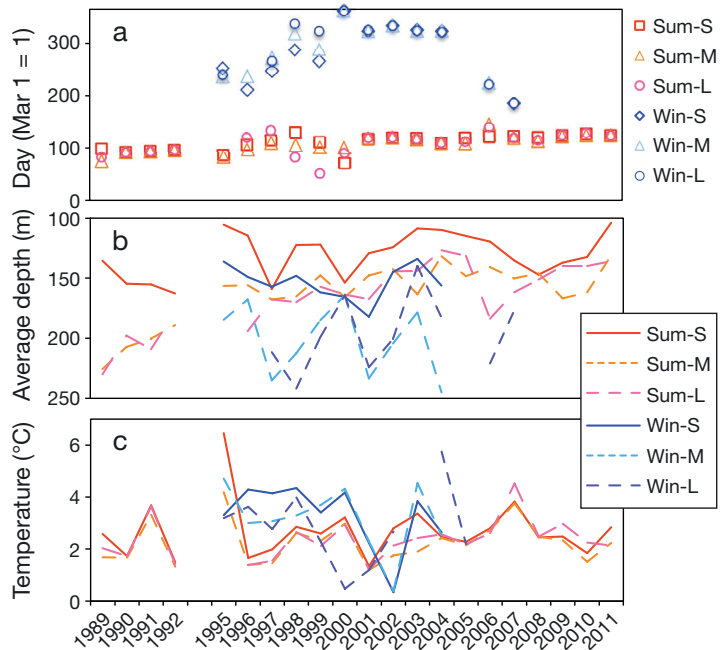 a
Day (Mar 1 = 1)
300
200
100
0
Sum-S
Sum-M
Sum-L
Win-S
Win-M
Win-L
b
Average depth (m)
100
150
200
250
Sum-S
Sum-M
Sum-L
Win-S
Win-M
Win-L
c
Temperature (°C)
6
4
2
0
1989
1990
1991
1992
1995
1996
1997
1998
1999
2000
2001
2002
2003
2004
2005
2006
2007
2008
2009
2010
2011